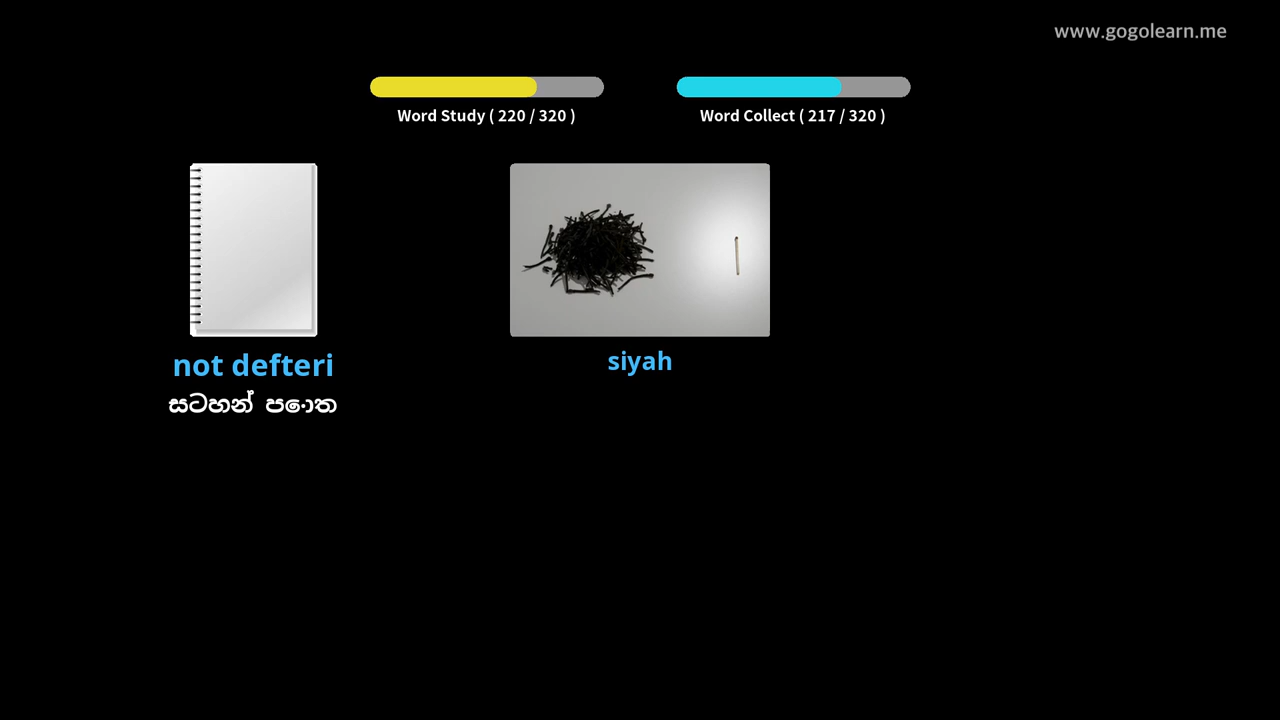 www.gogolearn.me
Word Study ( 220 / 320 )
Word Collect ( 217 / 320 )
not defteri
සටහන් පොත
siyah